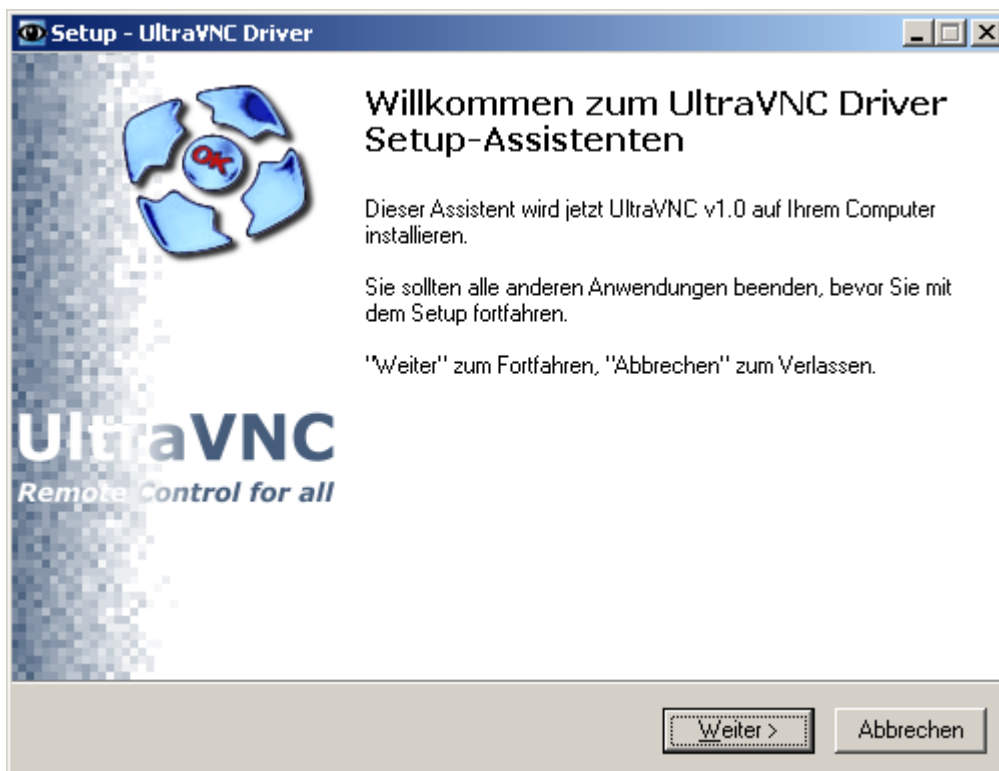 Setup - UltraVNC Driver
OK
Willkommen zum UltraVNC Driver
Setup-Assistenten
Dieser Assistent wird jetzt UltraVNC v1.0 auf Ihrem Computer
installieren.
Sie sollten alle anderen Anwendungen beenden, bevor Sie mit
dem Setup fortfahren.
"Weiter" zum Fortfahren, "Abbrechen" zum Verlassen.
UltraVNC
Remote Control for all
Weiter >
Abbrechen